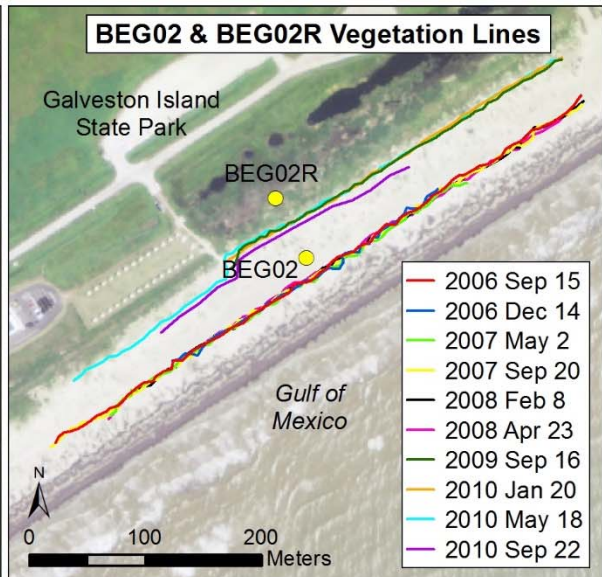 BEG02 & BEG02R Vegetation Lines
Galveston Island
State Park
BEG02R
BEG02
Gulf of
Mexico
2006 Sep 15
2006 Dec 14
2007 May 2
2007 Sep 20
2008 Feb 8
2008 Apr 23
2009 Sep 16
2010 Jan 20
2010 May 18
2010 Sep 22
N
0 100 200
Meters